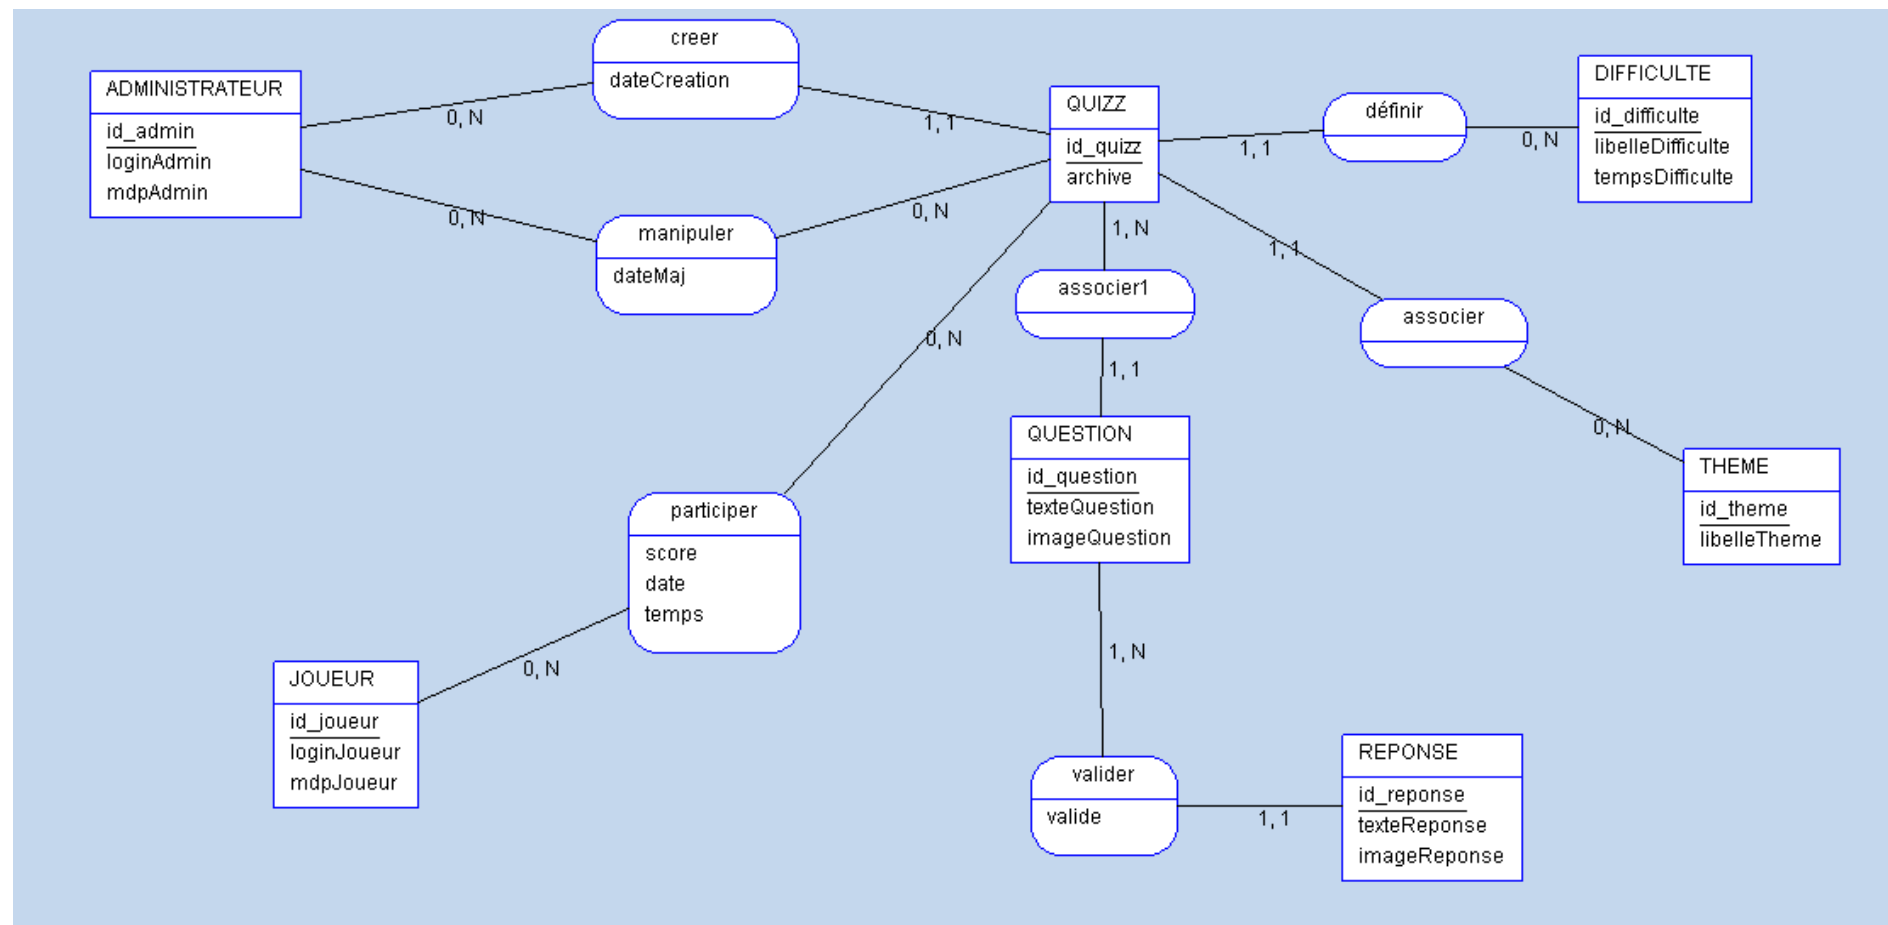 creer
dateCreation
ADMINISTRATEUR
id_admin
loginAdmin
mdpAdmin
0, N
1, 1
QUIZZ
id_quizz
archive
définir
1, 1
0, N
DIFFICULTE
id_difficulte
libelleDifficulte
tempsDifficulte
0, N
manipuler
dateMaj
0, N
1, N
associer1
1, 1
1, 1
associer
0, N
THEME
id_theme
libelleTheme
0, N
QUESTION
id_question
texteQuestion
imageQuestion
participer
score
date
temps
0, N
JOUEUR
id_joueur
loginJoueur
mdpJoueur
1, N
valider
valide
1, 1
REPONSE
id_reponse
texteReponse
imageReponse